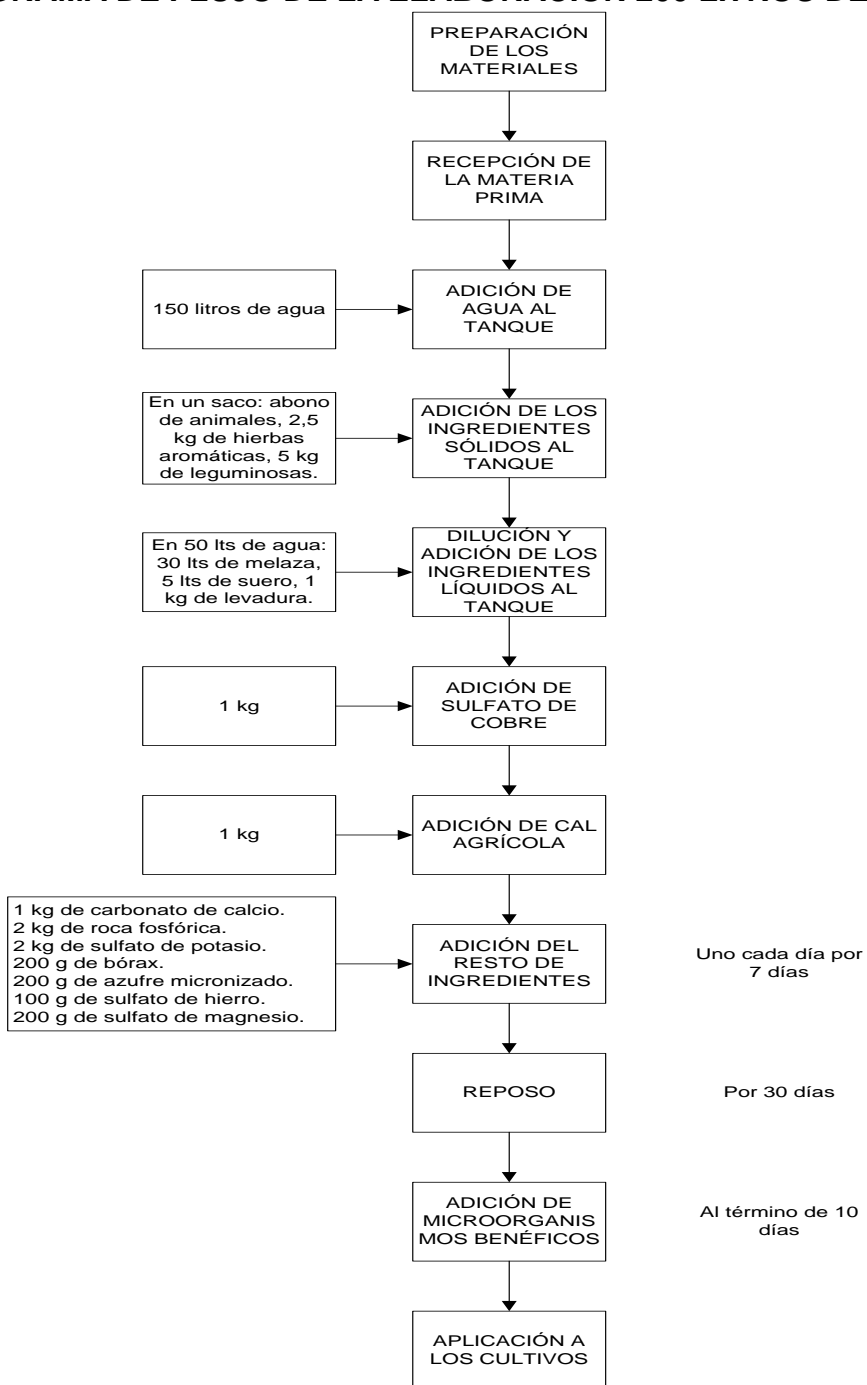 DE FLUJO DE LA ELABORACIÓN LITROS DE
PREPARACIÓN
DE LOS
MATERIALES
RECEPCIÓN DE
LA MATERIA
PRIMA
150 litros de agua
ADICIÓN DE
AGUA AL
TANQUE
En un saco: abono
de animales, 2,5
kg de hierbas
aromáticas, 5 kg
de leguminosas.
ADICIÓN DE LOS
INGREDIENTES
SÓLIDOS AL
TANQUE
En 50 lts de agua:
30 lts de melaza,
5 lts de suero, 1
kg de levadura.
DILUCIÓN Y
ADICIÓN DE LOS
INGREDIENTES
LÍQUIDOS AL
TANQUE
1 kg
ADICIÓN DE
SULFATO DE
COBRE
1 kg
ADICIÓN DE CAL
AGRÍCOLA
1 kg de carbonato de calcio.
2 kg de roca fosfórica.
2 kg de sulfato de potasio.
200 g de bórax.
200 g de azufre micronizado.
100 g de sulfato de hierro.
200 g de sulfato de magnesio.
ADICIÓN DEL
RESTO DE
INGREDIENTES
Uno cada día por
7 días
REPOSO
Por 30 días
ADICIÓN DE
MICROORGANIS
MOS BENÉFICOS
Al término de 10
días
APLICACIÓN A
LOS CULTIVOS